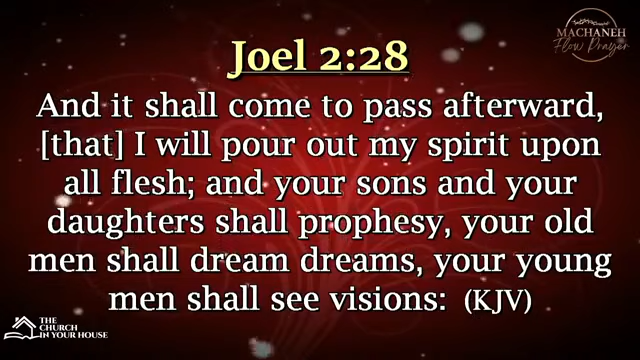 MACHANEH
Flow Prayer
Joel 2:28
And it shall come to pass afterward,
[that] I will pour out my spirit upon
all flesh; and your sons and your
daughters shall prophesy, your old
men shall dream dreams, your young
men shall see visions: (KJV)
THE
CHURCH
IN YOUR HOUSE